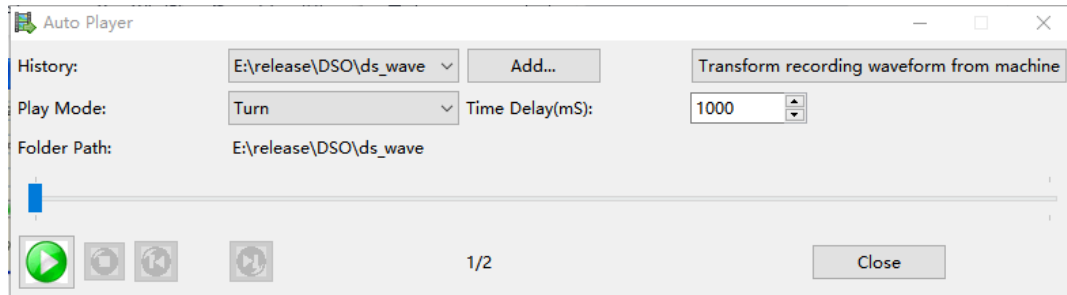 Auto Player
History: E:\release\DSO\ds_wave Add... Transform recording waveform from machine
Play Mode: Turn Time Delay(mS): 1000
Folder Path: E:\release\DSO\ds_wave
1/2 Close